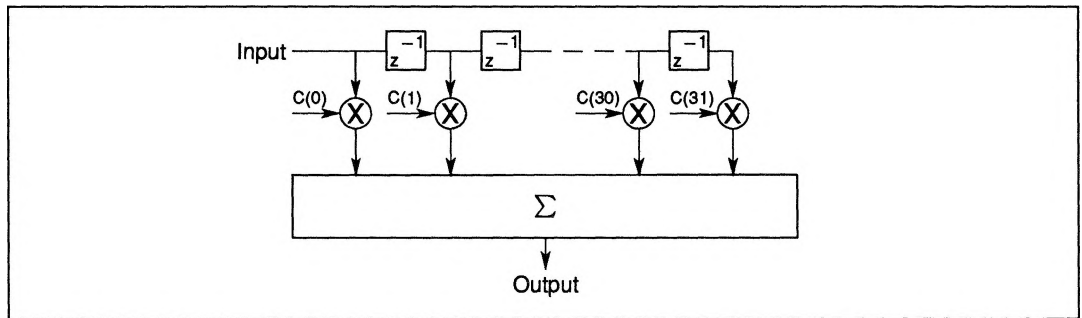 Input z⁻¹ z⁻¹ z⁻¹
C(0) X C(1) X C(30) X C(31) X
Σ
Output